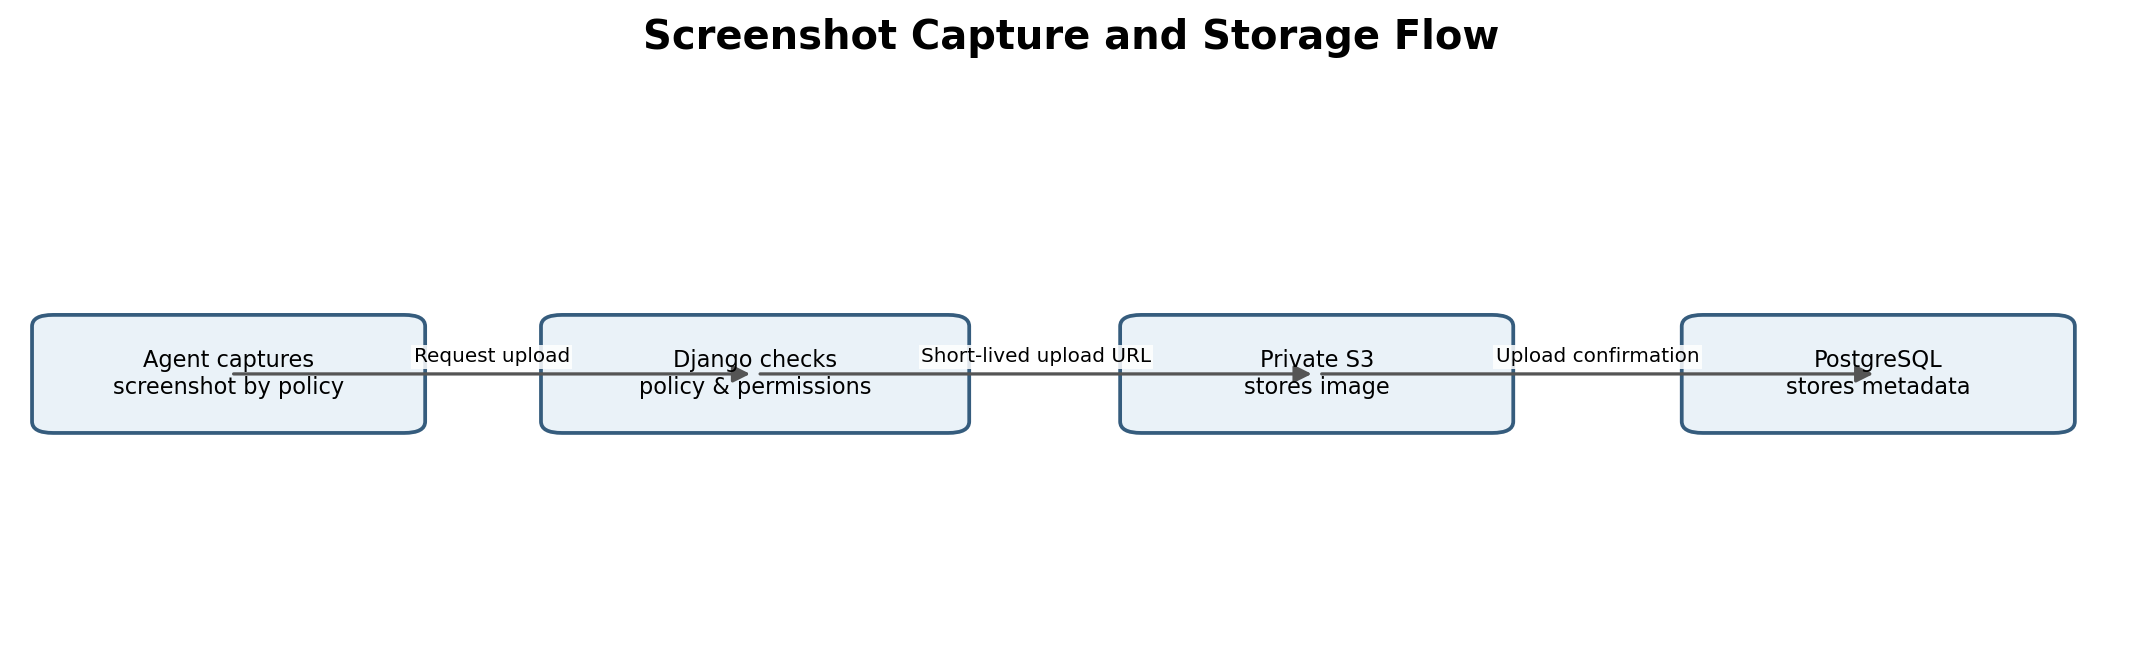 Screenshot Capture and Storage Flow
Agent captures
screenshot by policy
Request upload
Django checks
policy & permissions
Short-lived upload URL
Private S3
stores image
Upload confirmation
PostgreSQL
stores metadata